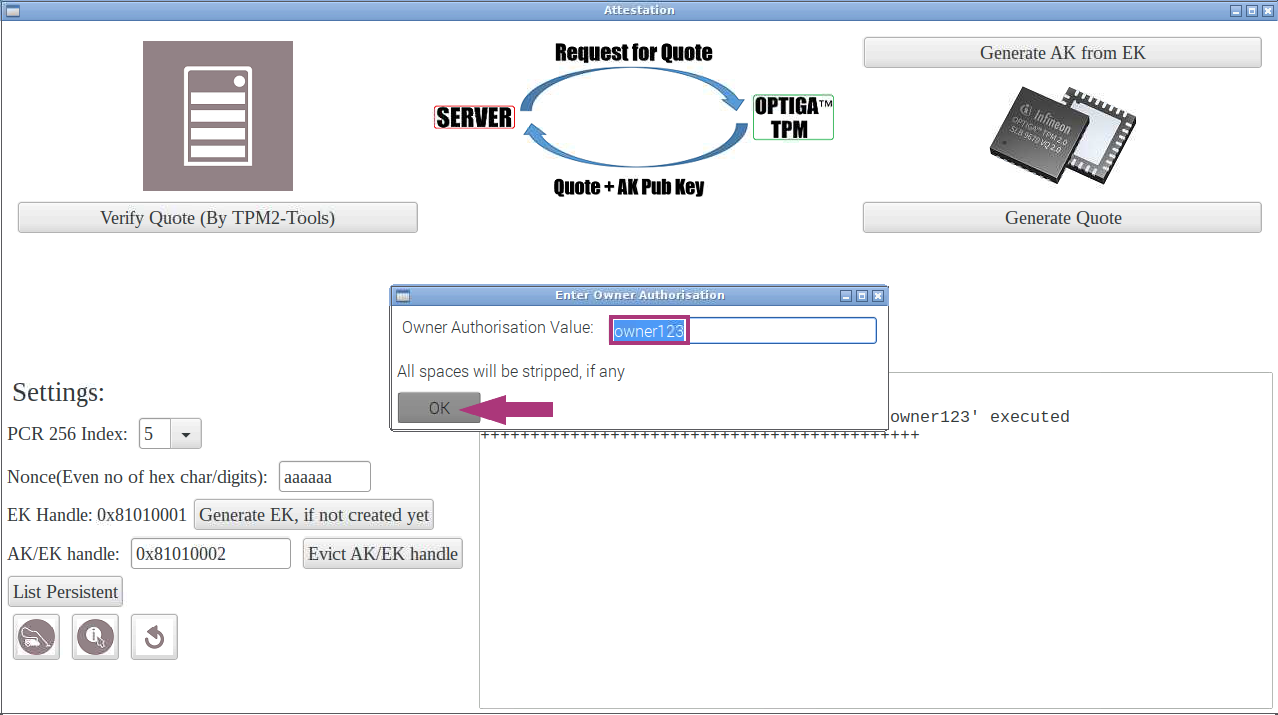 Attestation
Request for Quote
SERVER
OPTIGA™
TPM
Quote + AK Pub Key
Generate AK from EK
Infineon
OPTIGA™ TPM 2.0
SLB 9670 VQ 2.0
Verify Quote (By TPM2-Tools)
Generate Quote
Enter Owner Authorisation
Owner Authorisation Value: owner123
All spaces will be stripped, if any
OK
owner123' executed
++++++++++++++++++++++++++++++++++++++++++++
Settings:
PCR 256 Index: 5
Nonce(Even no of hex char/digits): aaaaaa
EK Handle: 0x81010001 Generate EK, if not created yet
AK/EK handle: 0x81010002 Evict AK/EK handle
List Persistent